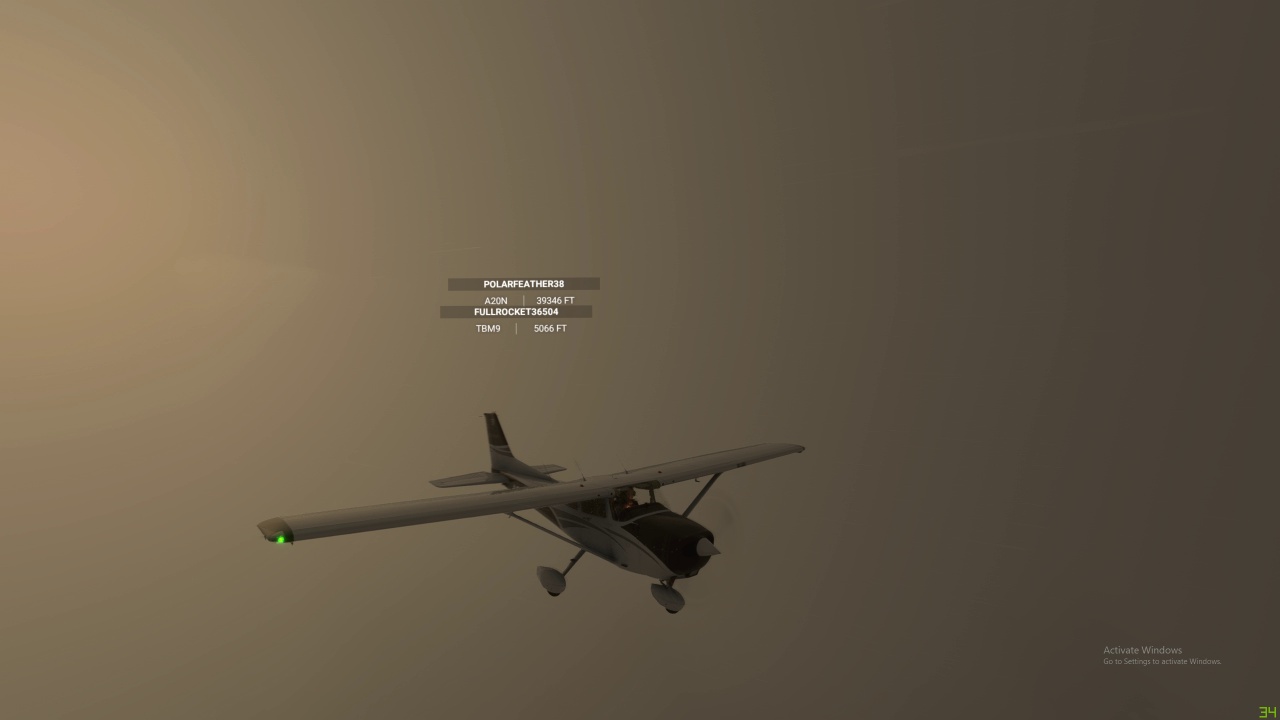 POLARFEATHER38
A20N | 39346 FT
FULLROCKET36504
TBM9 | 5066 FT
Activate Windows
Go to Settings to activate Windows.
34